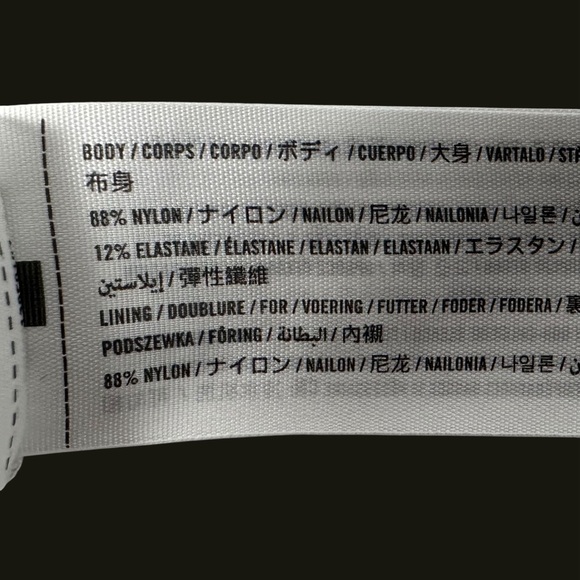 BODY / CORPS / CORPO / ボディ / CUERPO / 大身 / VARTALO /
布身
88% NYLON / ナイロン / NAILON / 尼龙 / NAILONIA / 나일론 /
12% ELASTANE / ÉLASTANE / ELASTAN / ELASTAAN / エラスタン /
إيلاستين / 彈性纖維
LINING / DOUBLURE / FOR / VOERING / FUTTER / FODER / FODERA / 裏
PODSZEWKA / FÔRING / البطانة / 內襯
88% NYLON / ナイロン / NAILON / 尼龙 / NAILONIA / 나일론 /